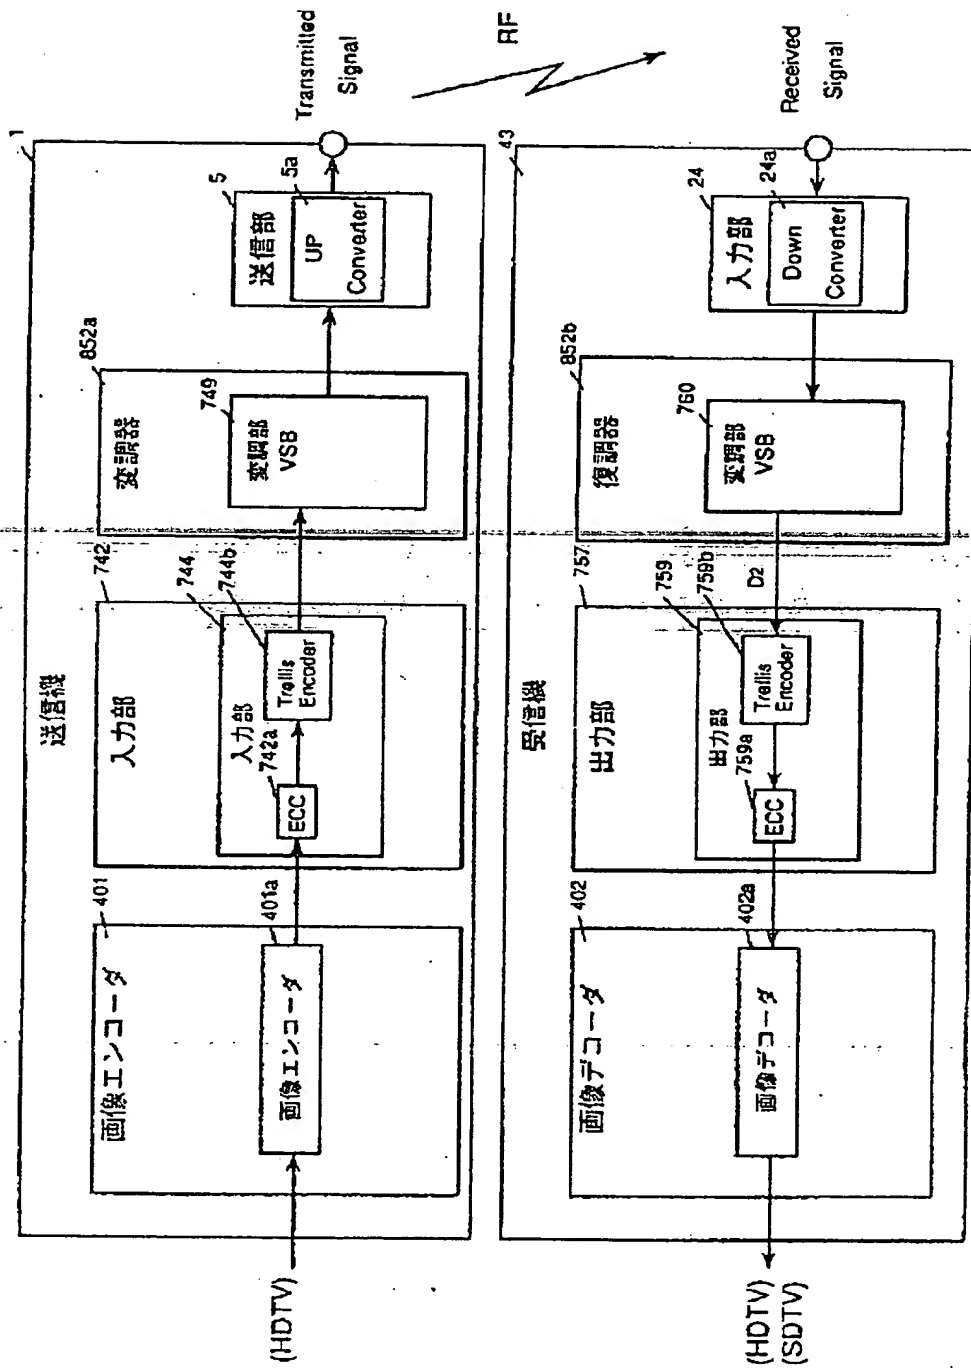 (HDTV)
送信機
1
画像エンコーダ
401
画像エンコーダ
401a
入力部
742
入力部
744
744b
742a
ECC
Trellis
Encoder
変調器
852a
749
変調部
VSB
送信部
5
5a
UP
Converter
Transmitted
Signal
RF
(HDTV)
(SDTV)
受信機
43
画像デコーダ
402
画像デコーダ
402a
出力部
757
出力部
759
759b
759a
ECC
Trellis
Encoder
D2
復調器
852b
760
変調部
VSB
入力部
24
24a
Down
Converter
Received
Signal